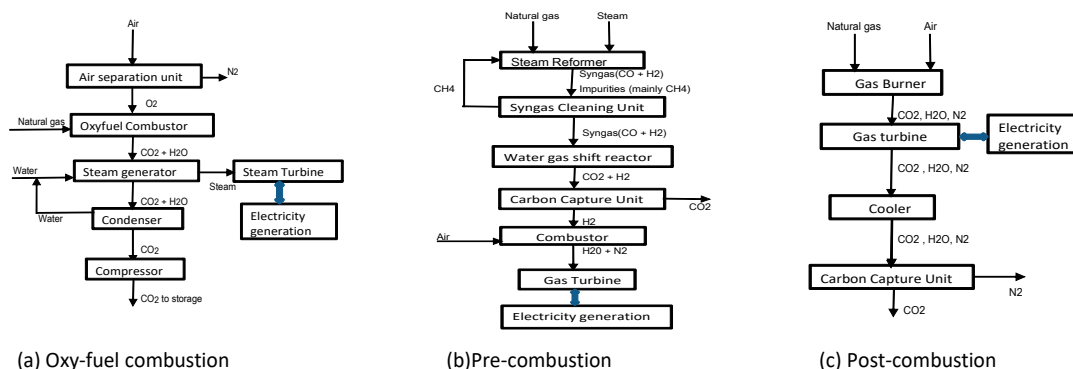 Air
Air separation unit
N2
O2
Natural gas
Oxyfuel Combustor
CO2 + H2O
Water
Steam generator
Steam
Steam Turbine
CO2 + H2O
Water
Condenser
Electricity
generation
CO2
Compressor
CO2 to storage
(a) Oxy-fuel combustion
Natural gas
Steam
Steam Reformer
CH4
Syngas(CO + H2)
Impurities (mainly CH4)
Syngas Cleaning Unit
Syngas(CO + H2)
Water gas shift reactor
CO2 + H2
Carbon Capture Unit
CO2
H2
Air
Combustor
H20 + N2
Gas Turbine
Electricity generation
(b)Pre-combustion
Natural gas
Air
Gas Burner
CO2, H2O, N2
Gas turbine
Electricity
generation
CO2 , H2O, N2
Cooler
CO2 , H2O, N2
Carbon Capture Unit
N2
CO2
(c) Post-combustion